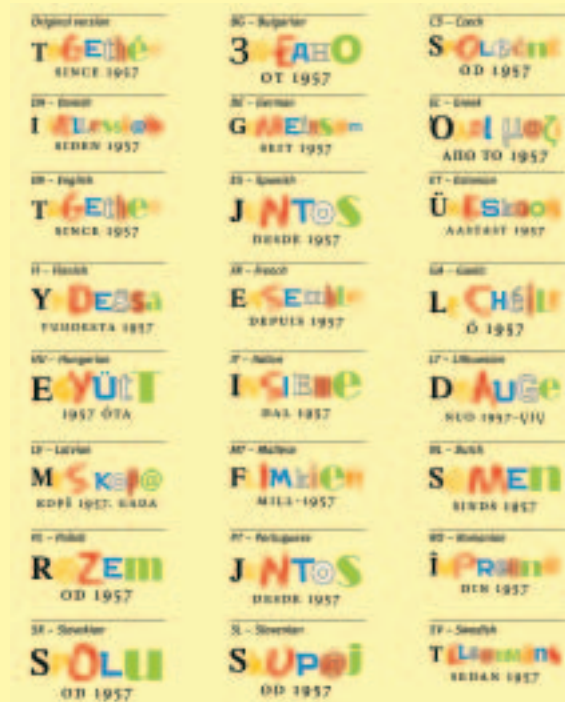 Original version
ToGEthEr
SINCE 1957
BG – Bulgarian
ЗаЕДНО
ОТ 1957
CS – Czech
SpOLečně
OD 1957
DA – Danish
I
SIDEN 1957
DE – German
GEMEInsam
SEIT 1957
EL – Greek
Όλοι μαζί
ΑΠΟ ΤΟ 1957
EN – English
ToGEthEr
SINCE 1957
ES – Spanish
JUNTOS
DESDE 1957
ET – Estonian
ÜhESkoos
AASTAST 1957
FI – Finnish
YhDESSä
VUODESTA 1957
FR – French
EnSEmble
DEPUIS 1957
GA – Gaelic
Le CHéILe
Ó 1957
HU – Hungarian
EgYÜtT
1957 ÓTA
IT – Italian
InSIEMe
DAL 1957
LT – Lithuanian
DrAUGe
NUO 1957-ŲJŲ
LV – Latvian
MēS Kop@
KOPŠ 1957. GADA
MT – Maltese
FlIMkien
MILL-1957
NL – Dutch
SaMEN
SINDS 1957
PL – Polish
RaZEm
OD 1957
PT – Portuguese
JUNTOS
DESDE 1957
RO – Romanian
ÎmPReună
DIN 1957
SK – Slovakian
SpOLU
OD 1957
SL – Slovenian
SkUPaj
OD 1957
SV – Swedish
TILLsammans
SEDAN 1957